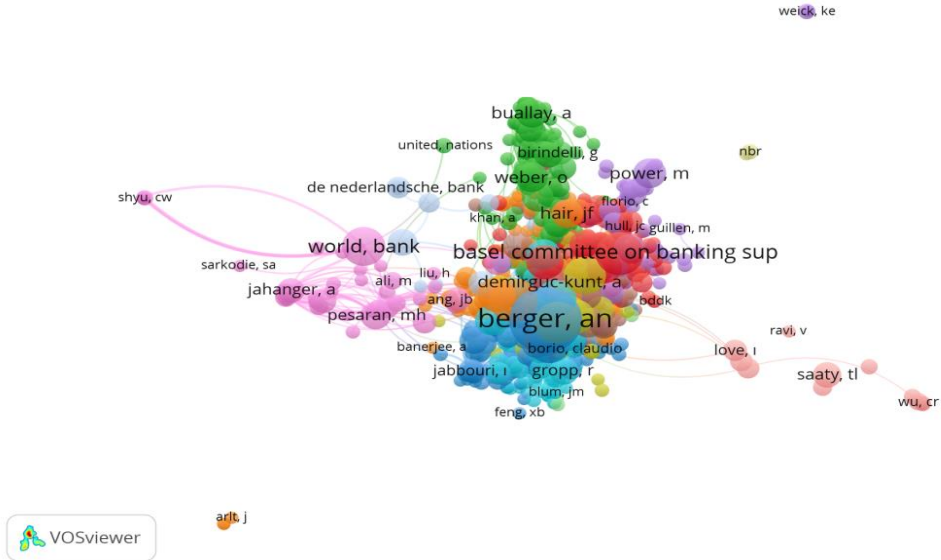 weick, ke
buallay, a
united, nations
birindelli, g
nbr
weber, o
power, m
de nederlandsche, bank
shyu, cw
florio, c
khan, a
hair, jf
hull, jc
guillen, m
world, bank
basel committee on banking sup
sarkodie, sa
liu, h
ali, m
demirguc-kunt, a
jahanger, a
ang, jb
bddk
pesaran, mh
berger, an
ravi, v
banerjee, a
borio, claudio
love, ı
jabbouri, ı
gropp, r
saaty, tl
blum, jm
wu, cr
feng, xb
arlt, j
VOSviewer